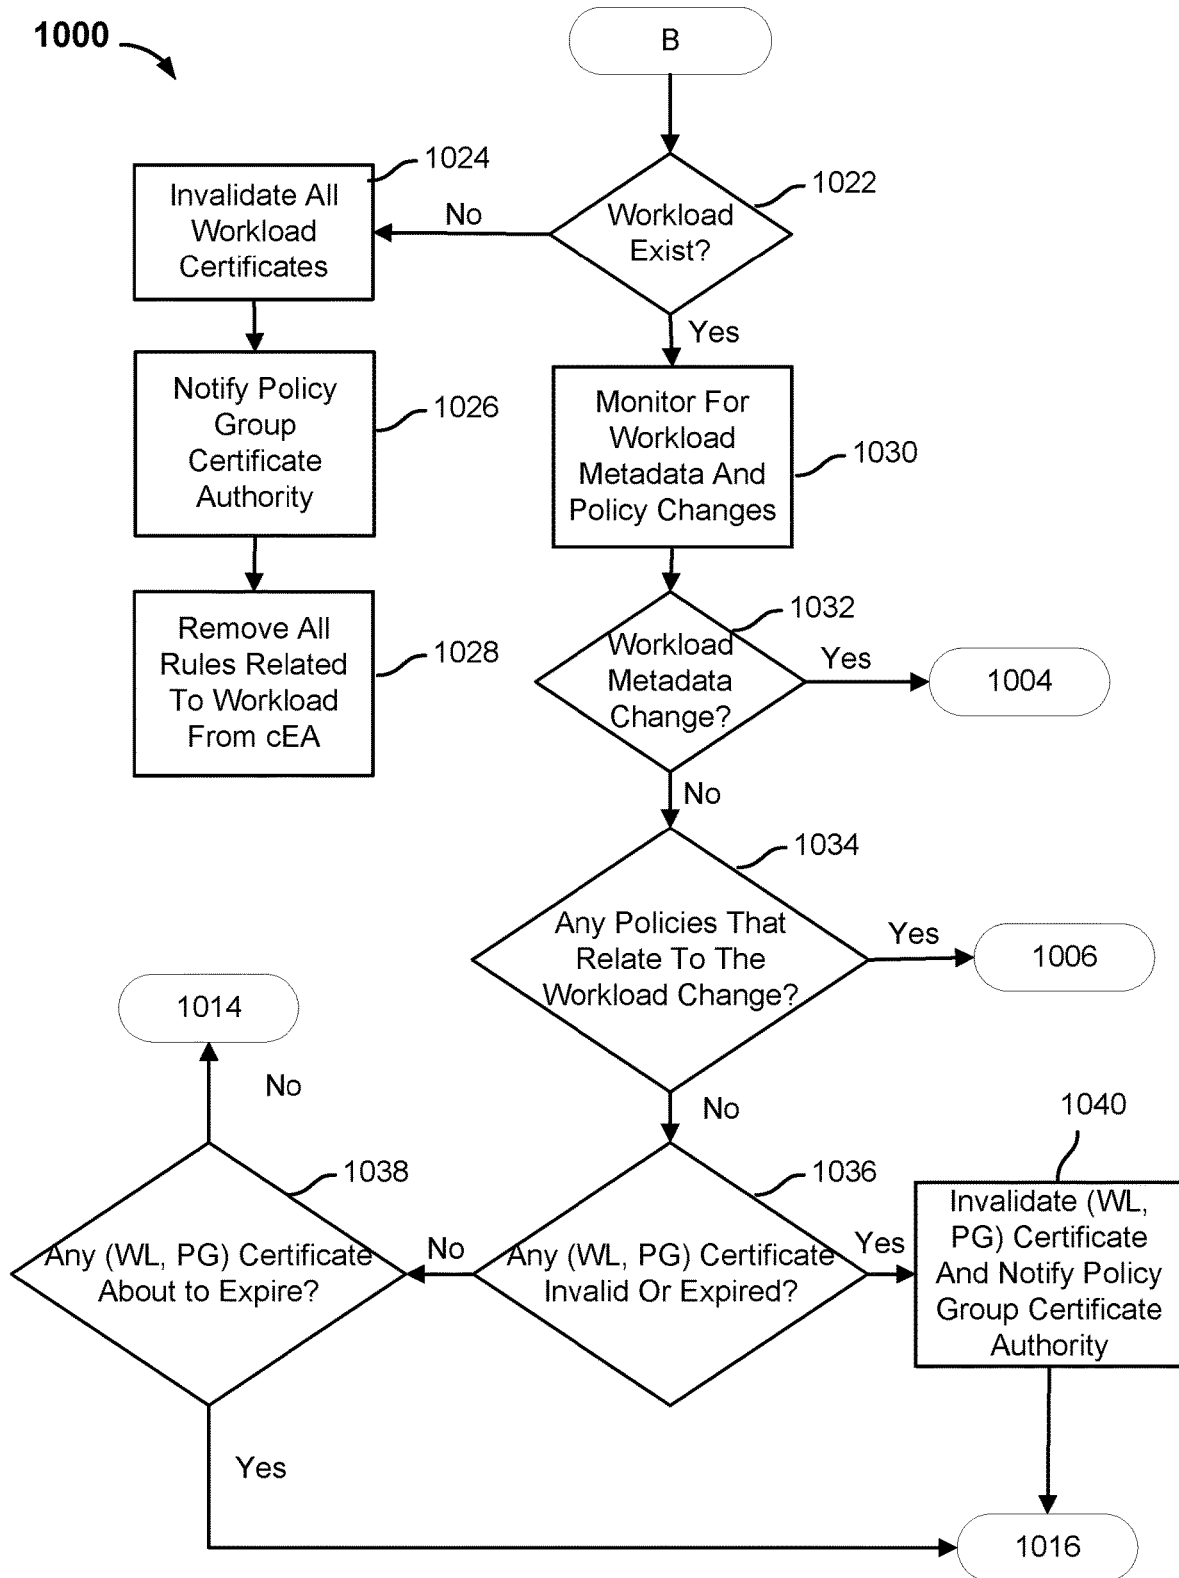 1000
B
1024
Invalidate All
Workload
Certificates
No
1022
Workload
Exist?
Yes
Notify Policy
Group
Certificate
Authority
1026
Monitor For
Workload
Metadada And
Policy Changes
1030
Remove All
Rules Related
To Workload
From cEA
1028
1032
Workload
Metadata
Change?
Yes
1004
No
1034
Any Policies That
Relate To The
Workload Change?
Yes
1006
1014
No
No
1040
1038
Any (WL, PG) Certificate
About to Expire?
No
1036
Any (WL, PG) Certificate
Invalid Or Expired?
Yes
Invalidate (WL,
PG) Certificate
And Notify Policy
Group Certificate
Authority
Yes
1016